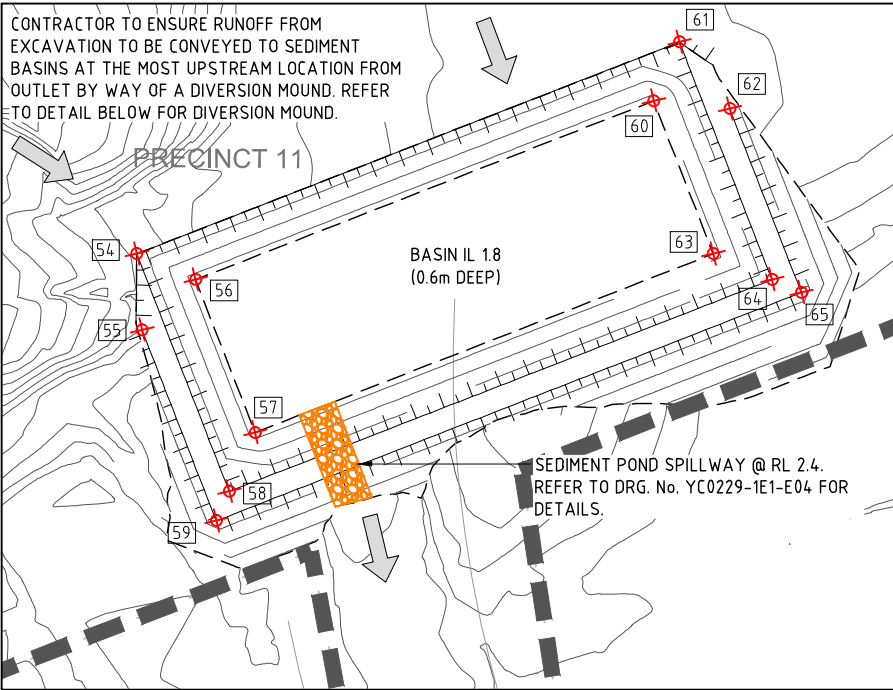 CONTRACTOR TO ENSURE RUNOFF FROM
EXCAVATION TO BE CONVEYED TO SEDIMENT
BASINS AT THE MOST UPSTREAM LOCATION FROM
OUTLET BY WAY OF A DIVERSION MOUND. REFER
TO DETAIL BELOW FOR DIVERSION MOUND.
PRECINCT 11
61
62
60
63
54
56
BASIN IL 1.8
(0.6m DEEP)
64
65
55
57
58
59
SEDIMENT POND SPILLWAY @ RL 2.4.
REFER TO DRG. No. YC0229-1E1-E04 FOR
DETAILS.